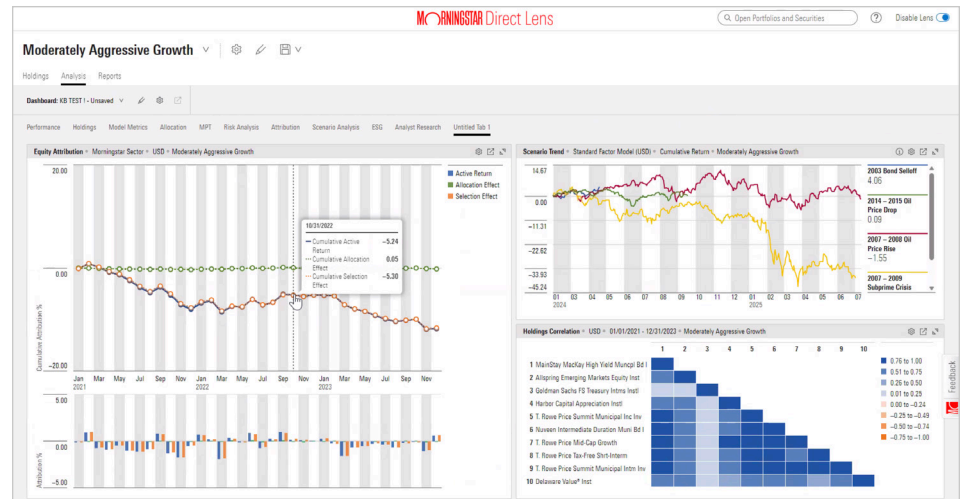 MORNINGSTAR Direct Lens
Open Portfolios and Securities
Disable Lens
Moderately Aggressive Growth
Holdings Analysis Reports
Dashboard: KB TEST ! - Unsaved
Performance Holdings Model Metrics Allocation MPT Risk Analysis Attribution Scenario Analysis ESG Analyst Research Untitled Tab 1
Equity Attribution • Morningstar Sector • USD • Moderately Aggressive Growth
20.00
0.00
−20.00
Cumulative Attribution %
Active Return
Allocation Effect
Selection Effect
10/31/2022
Cumulative Active Return −5.24
Cumulative Allocation Effect 0.05
Cumulative Selection Effect −5.30
Jan Mar May Jul Sep Nov Jan Mar May Jul Sep Nov Jan Mar May Jul Sep Nov
2021 2022 2023
5.00
0.00
−5.00
Attribution %
Scenario Trend • Standard Factor Model (USD) • Cumulative Return • Moderately Aggressive Growth
14.67
0.00
−11.31
−22.62
−33.93
−45.24
01 03 04 05 06 07 08 09 10 11 12 01 03 04 05 06 07
2024 2025
2003 Bond Selloff
4.06
2014 – 2015 Oil
Price Drop
0.09
2007 – 2008 Oil
Price Rise
−1.55
2007 – 2009
Subprime Crisis
Holdings Correlation • USD • 01/01/2021 - 12/31/2023 • Moderately Aggressive Growth
1 2 3 4 5 6 7 8 9 10
1 MainStay MacKay High Yield Muncpl Bd I
2 Allspring Emerging Markets Equity Inst
3 Goldman Sachs FS Treasury Intms Instl
4 Harbor Capital Appreciation Instl
5 T. Rowe Price Summit Municipal Inc Inv
6 Nuveen Intermediate Duration Muni Bd I
7 T. Rowe Price Mid-Cap Growth
8 T. Rowe Price Tax-Free Shrt-Interm
9 T. Rowe Price Summit Municipal Intm Inv
10 Delaware Value® Inst
0.76 to 1.00
0.51 to 0.75
0.26 to 0.50
0.01 to 0.25
0.00 to −0.24
−0.25 to −0.49
−0.50 to −0.74
−0.75 to −1.00
Feedback